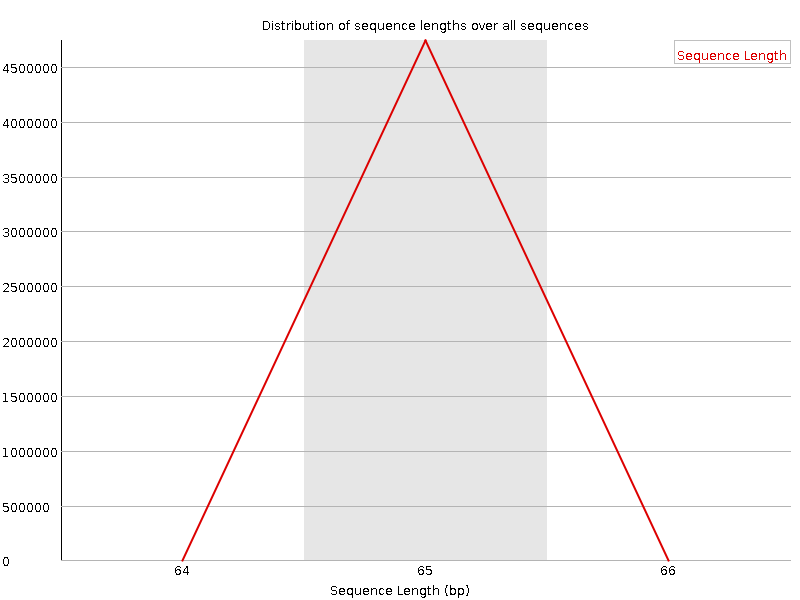 Distribution of sequence lengths over all sequences
Sequence Length
4500000
4000000
3500000
3000000
2500000
2000000
1500000
1000000
500000
0
64 65 66
Sequence Length (bp)